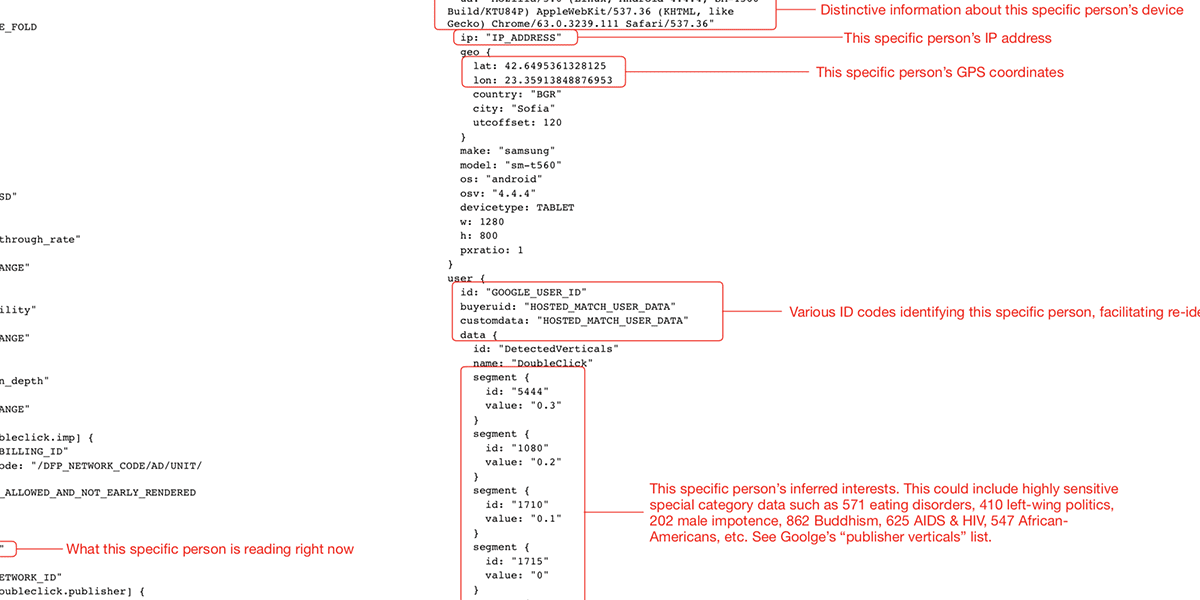 E_FOLD
SD"
through_rate"
ANGE"
ility"
ANGE"
n_depth"
ANGE"
bleclick.imp] {
BILLING_ID"
ode: "/DFP_NETWORK_CODE/AD/UNIT/
_ALLOWED_AND_NOT_EARLY_RENDERED
"
What this specific person is reading right now
ETWORK_ID"
oubleclick.publisher] {
Build/KTU84P) AppleWebKit/537.36 (KHTML, like
Gecko) Chrome/63.0.3239.111 Safari/537.36"
Distinctive information about this specific person's device
ip: "IP_ADDRESS"
This specific person's IP address
geo {
lat: 42.6495361328125
lon: 23.35913848876953
This specific person's GPS coordinates
country: "BGR"
city: "Sofia"
utcoffset: 120
}
make: "samsung"
model: "sm-t560"
os: "android"
osv: "4.4.4"
devicetype: TABLET
w: 1280
h: 800
pxratio: 1
}
user {
id: "GOOGLE_USER_ID"
buyeruid: "HOSTED_MATCH_USER_DATA"
customdata: "HOSTED_MATCH_USER_DATA"
Various ID codes identifying this specific person, facilitating re-ide
data {
id: "DetectedVerticals"
name: "DoubleClick"
segment {
id: "5444"
value: "0.3"
}
segment {
id: "1080"
value: "0.2"
}
segment {
id: "1710"
value: "0.1"
}
segment {
id: "1715"
value: "0"
}
This specific person's inferred interests. This could include highly sensitive
special category data such as 571 eating disorders, 410 left-wing politics,
202 male impotence, 862 Buddhism, 625 AIDS & HIV, 547 African-
Americans, etc. See Goolge's "publisher verticals" list.